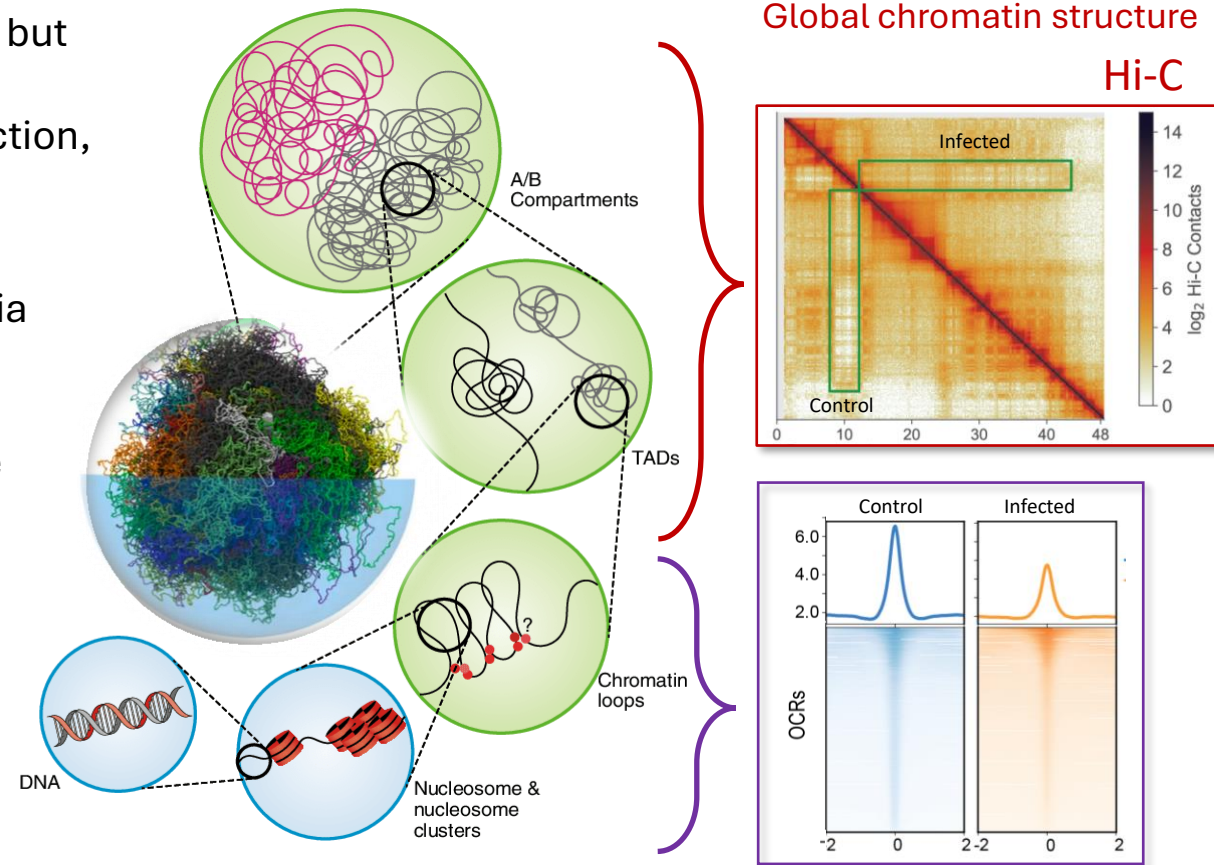 but
ction,
ia
A/B
Compartments
TADs
?
Chromatin
loops
DNA
Nucleosome &
nucleosome
clusters
Global chromatin structure
Hi-C
Infected
Control
0 10 20 30 40 48
14
12
10
8
6
4
2
0
log₂ Hi-C Contacts
Control Infected
6.0
4.0
2.0
OCRs
-2 0 2 -2 0 2